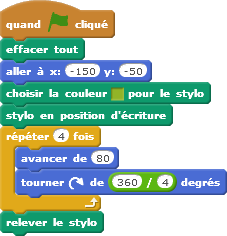 quand cliqué
effacer tout
aller à x: -150 y: -50
choisir la couleur pour le stylo
stylo en position d'écriture
répéter 4 fois
avancer de 80
tourner de 360 / 4 degrés
relever le stylo